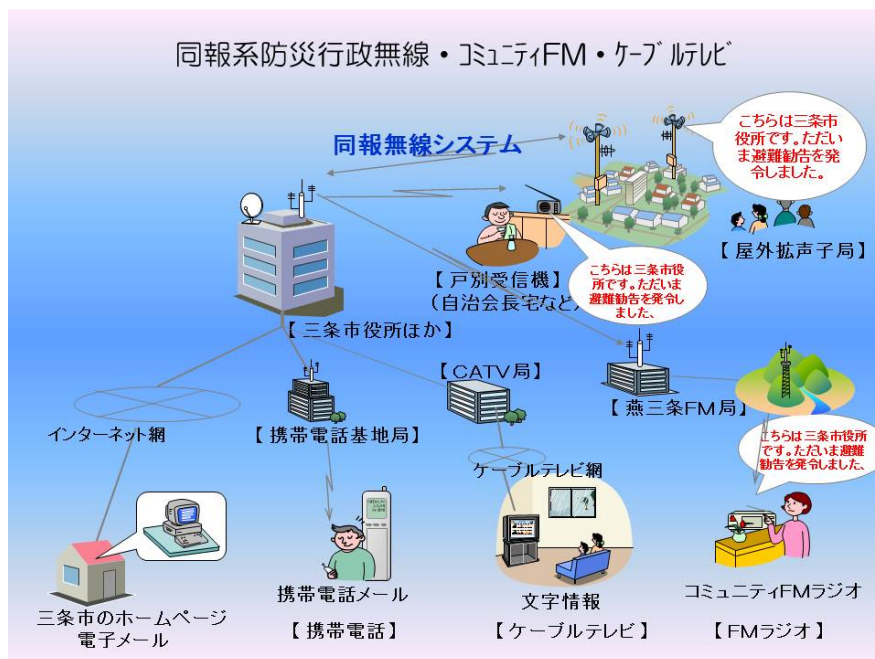 同報系防災行政無線・コミュニティFM・ケーブルテレビ
同報無線システム
こちらは三条市
役所です。ただい
ま避難勧告を発
令しました。
【屋外拡声子局】
【戸別受信機】
（自治会長宅など
こちらは三条市役
所です。ただいま
避難勧告を発令し
ました、
【三条市役所ほか】
【CATV局】
【燕三条FM局】
インターネット網
【携帯電話基地局】
こちらは三条市役所
です。ただいま避難
勧告を発令しました、
ケーブルテレビ網
三条市のホームページ
電子メール
携帯電話メール
【携帯電話】
文字情報
【ケーブルテレビ】
コミュニティFMラジオ
【FMラジオ】